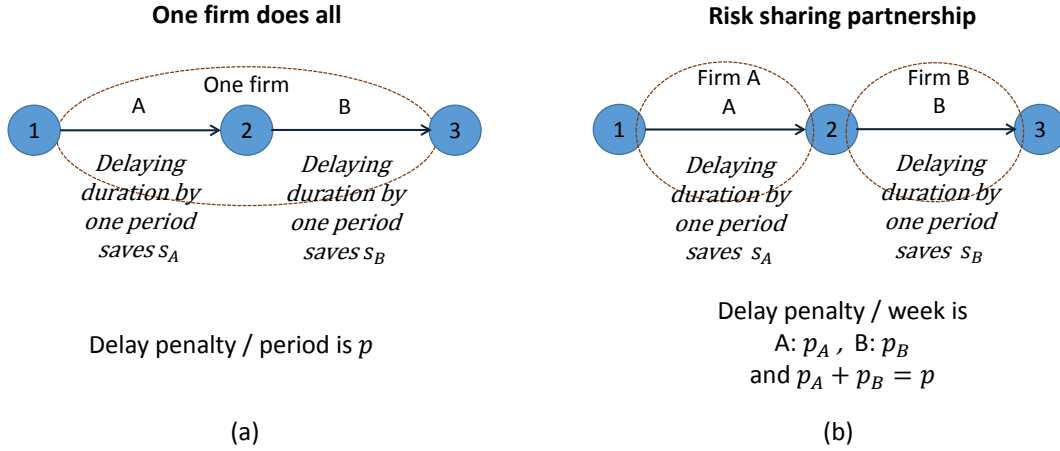 One firm does all
One firm
A
B
1
2
3
Delaying
duration by
one period
saves s_A
Delaying
duration by
one period
saves s_B
Delay penalty / period is p
(a)
Risk sharing partnership
Firm A
A
Firm B
B
1
2
3
Delaying
duration by
one period
saves s_A
Delaying
duration by
one period
saves s_B
Delay penalty / week is
A: p_A , B: p_B
and p_A + p_B = p
(b)